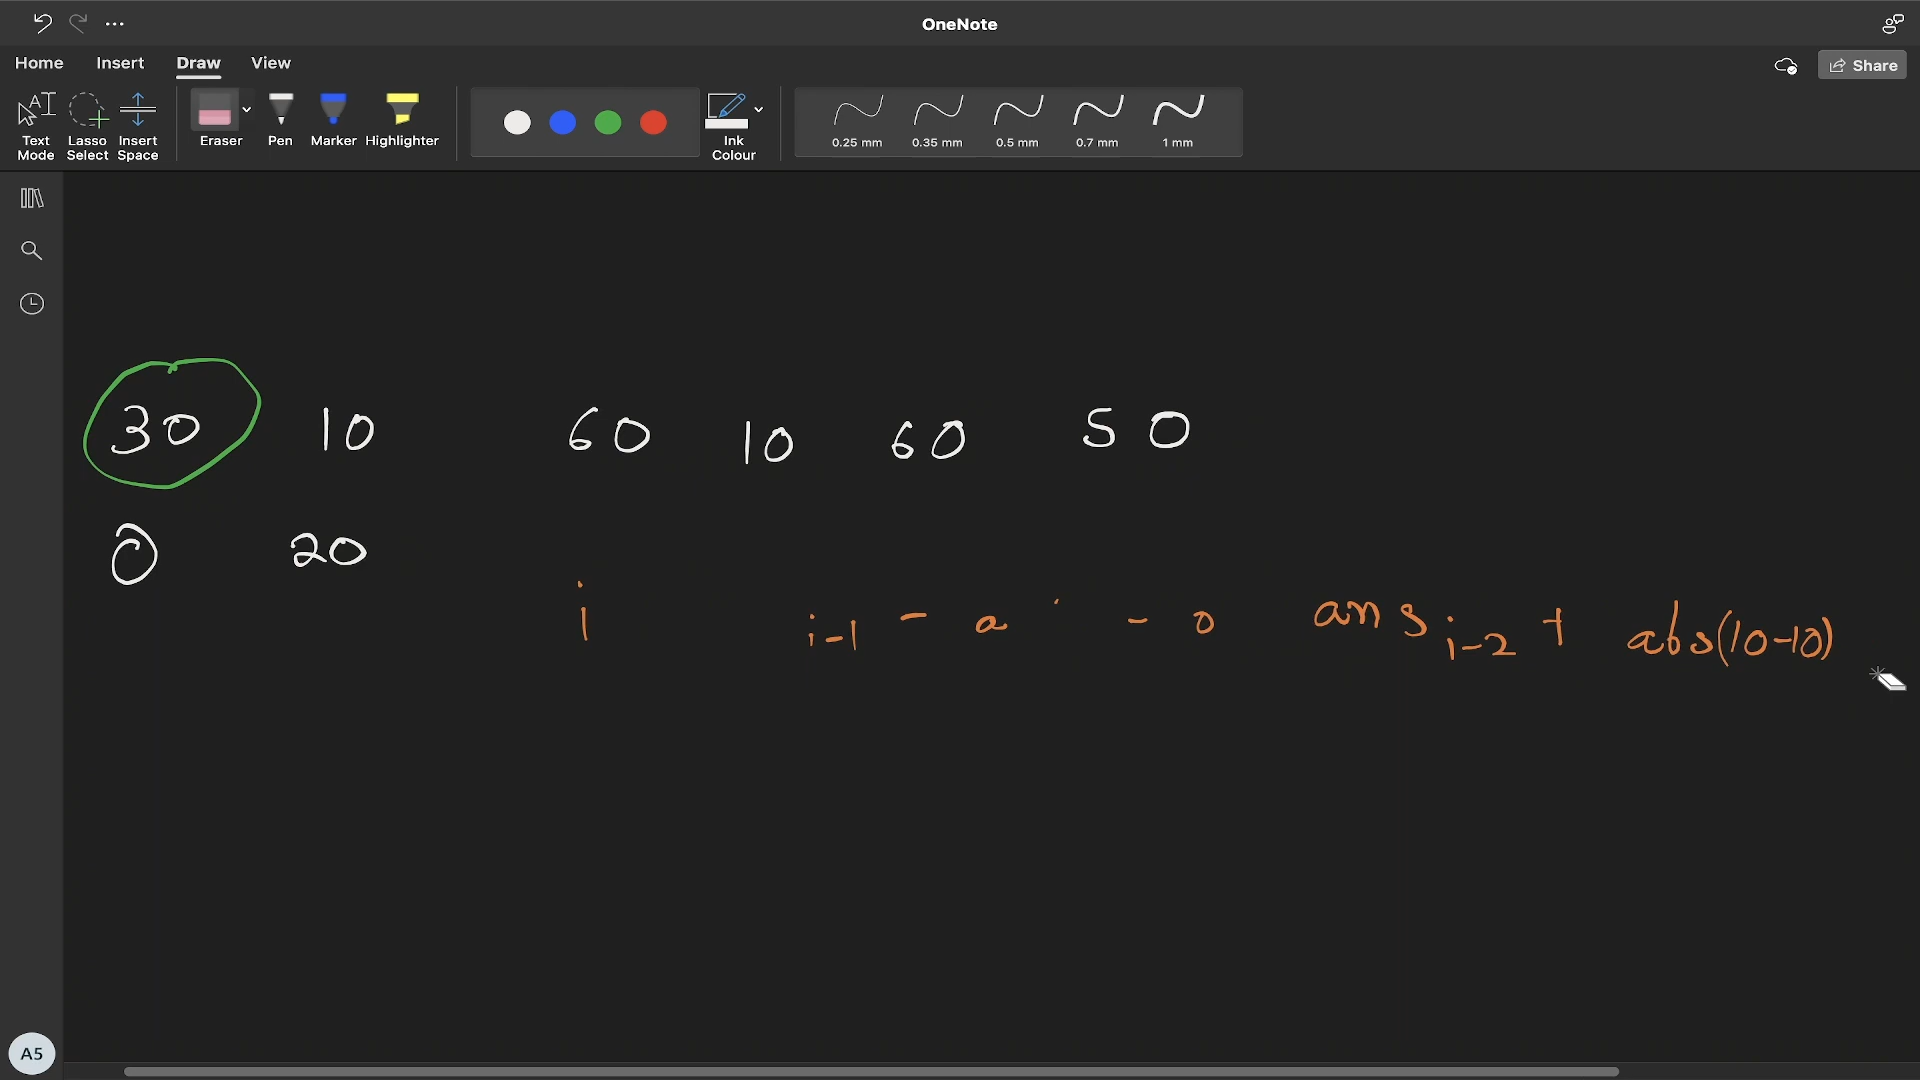 OneNote
Home Insert Draw View
Share
Text Mode
Lasso Select
Insert Space
Eraser
Pen
Marker
Highlighter
Ink Colour
0.25 mm
0.35 mm
0.5 mm
0.7 mm
1 mm
30 10 60 10 60 50
0 20
i i-1 - a - 0 ans i-2 + abs(10-10)
A5